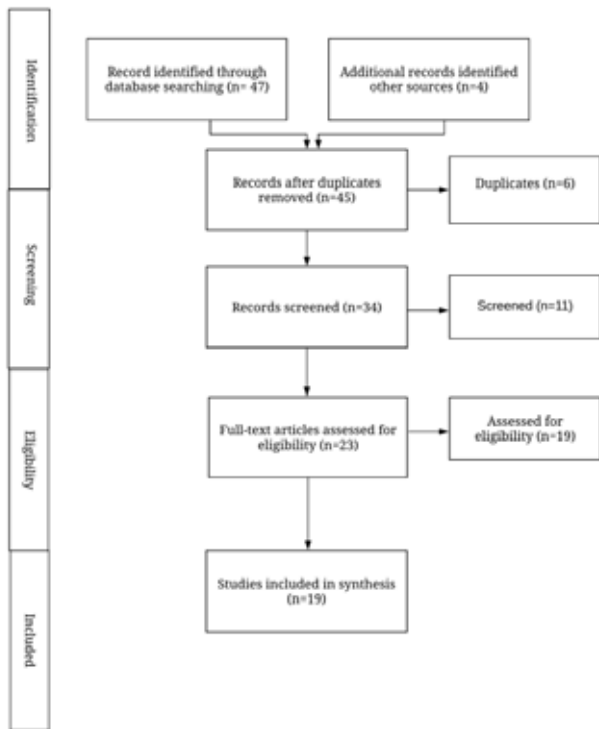 Identification
Record identified through
database searching (n= 47)
Additional records identified
other sources (n=4)
Records after duplicates
removed (n=45)
Duplicates (n=6)
Screening
Records screened (n=34)
Screened (n=11)
Eligibility
Full-text articles assessed for
eligibility (n=23)
Assessed for
eligibility (n=19)
Included
Studies included in synthesis
(n=19)